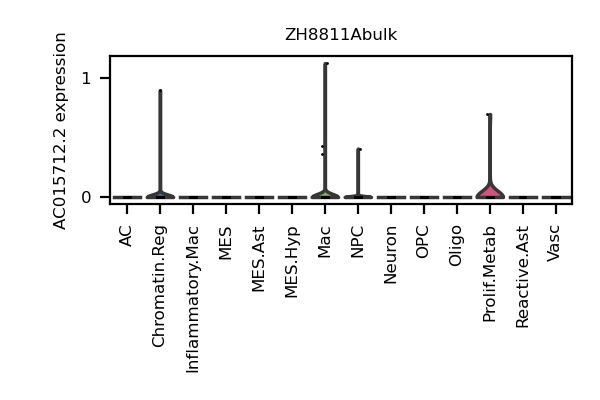 ZH8811Abulk
AC015712.2 expression
1
0
AC
Chromatin.Reg
Inflammatory.Mac
MES
MES.Ast
MES.Hyp
Mac
NPC
Neuron
OPC
Oligo
Prolif.Metab
Reactive.Ast
Vasc